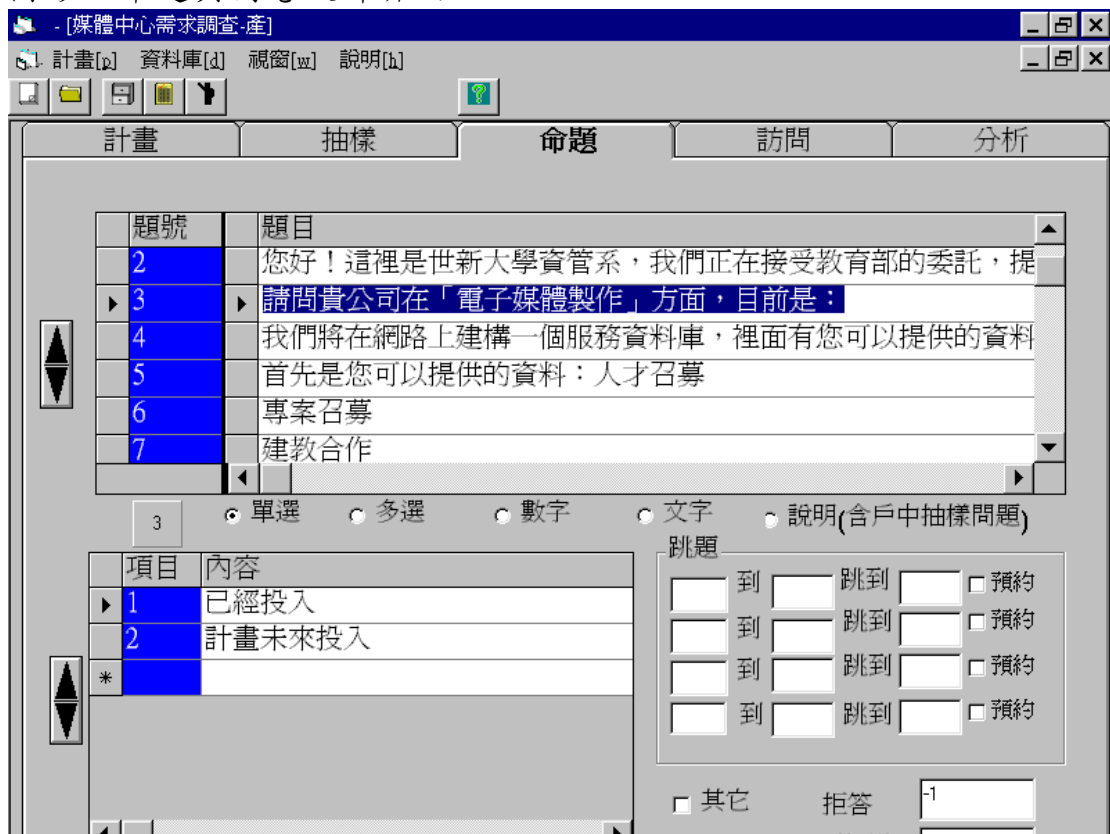 - [媒體中心需求調查-產]
計畫[p] 資料庫[d] 視窗[w] 說明[h]
計畫 抽樣 命題 訪問 分析
題號 題目
2 您好！這裡是世新大學資管系，我們正在接受教育部的委託，提
3 請問貴公司在「電子媒體製作」方面，目前是：
4 我們將在網路上建構一個服務資料庫，裡面有您可以提供的資料
5 首先是您可以提供的資料：人才召募
6 專案召募
7 建教合作
3 單選 多選 數字 文字 說明(含戶中抽樣問題)
跳題
項目 內容
1 已經投入
2 計畫未來投入
*
到 跳到 預約
到 跳到 預約
到 跳到 預約
到 跳到 預約
其它 拒答 -1